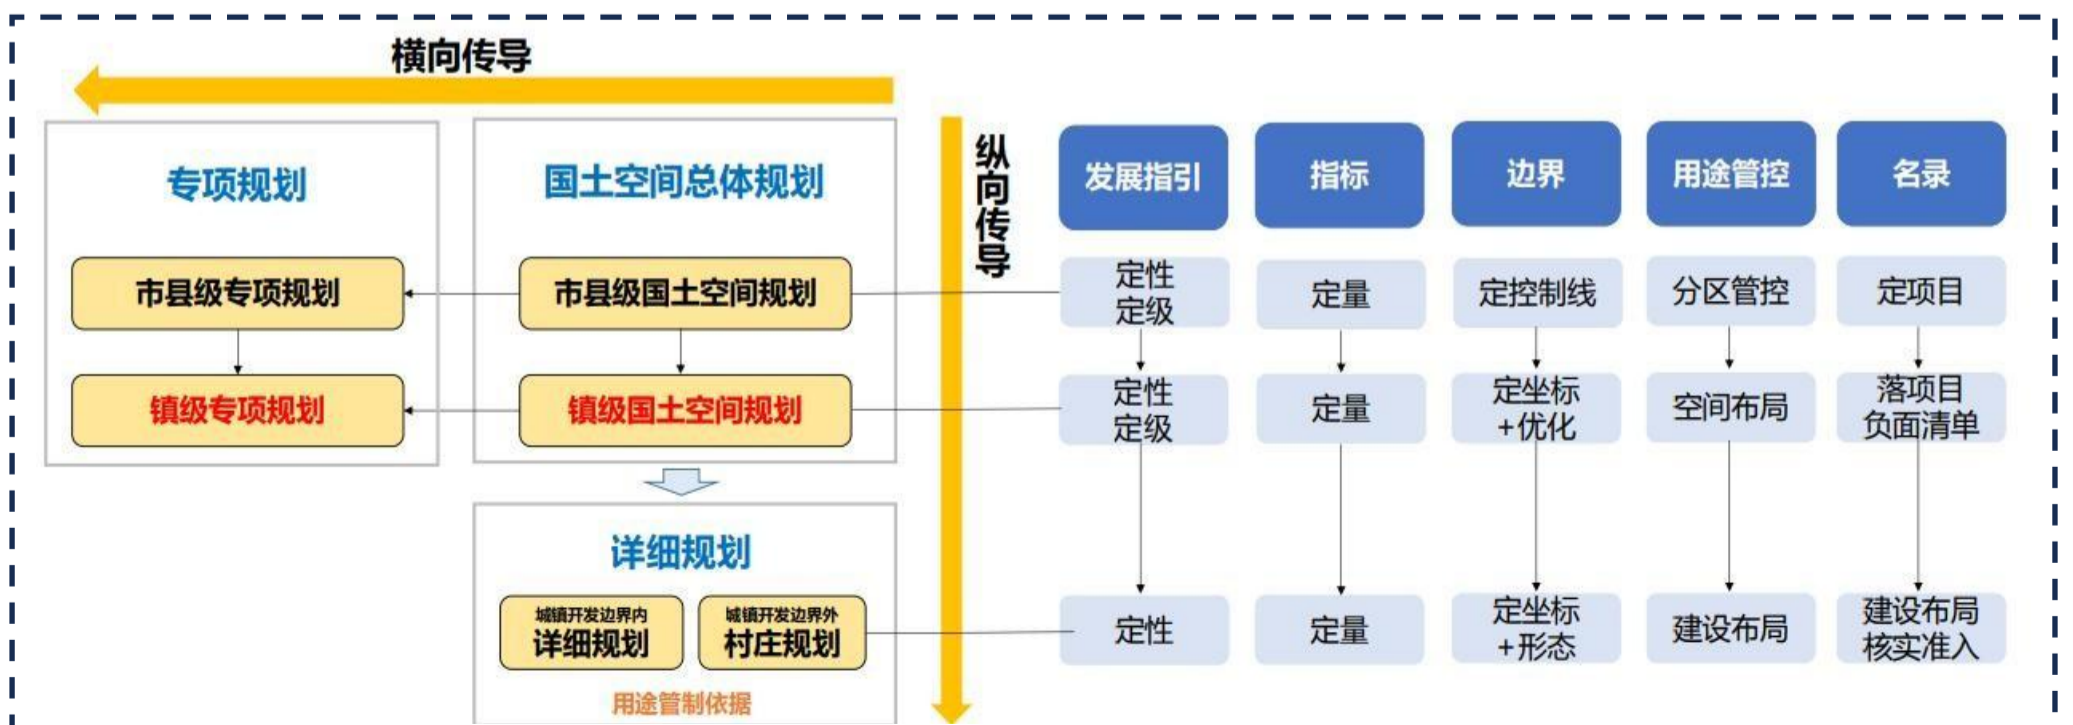 横向传导
专项规划
国土空间总体规划
纵向传导
发展指引
指标
边界
用途管控
名录
市县级专项规划
市县级国土空间规划
定性
定级
定量
定控制线
分区管控
定项目
镇级专项规划
镇级国土空间规划
定性
定级
定量
定坐标
+优化
空间布局
落项目
负面清单
详细规划
城镇开发边界内
详细规划
城镇开发边界外
村庄规划
定性
定量
定坐标
+形态
建设布局
建设布局
核实准入
用途管制依据